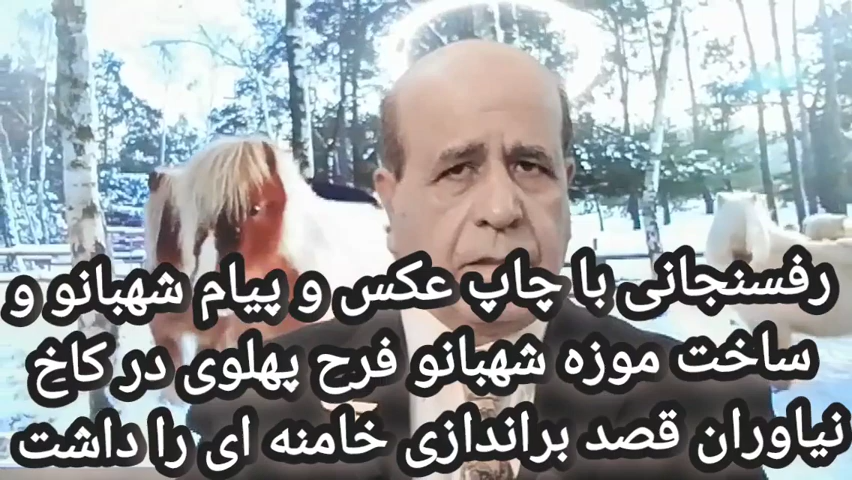 رفسنجانی با چاپ عکس و پیام شهبانو و
ساخت موزه شهبانو فرح پهلوی در کاخ
نیاوران قصد براندازی خامنه ای را داشت